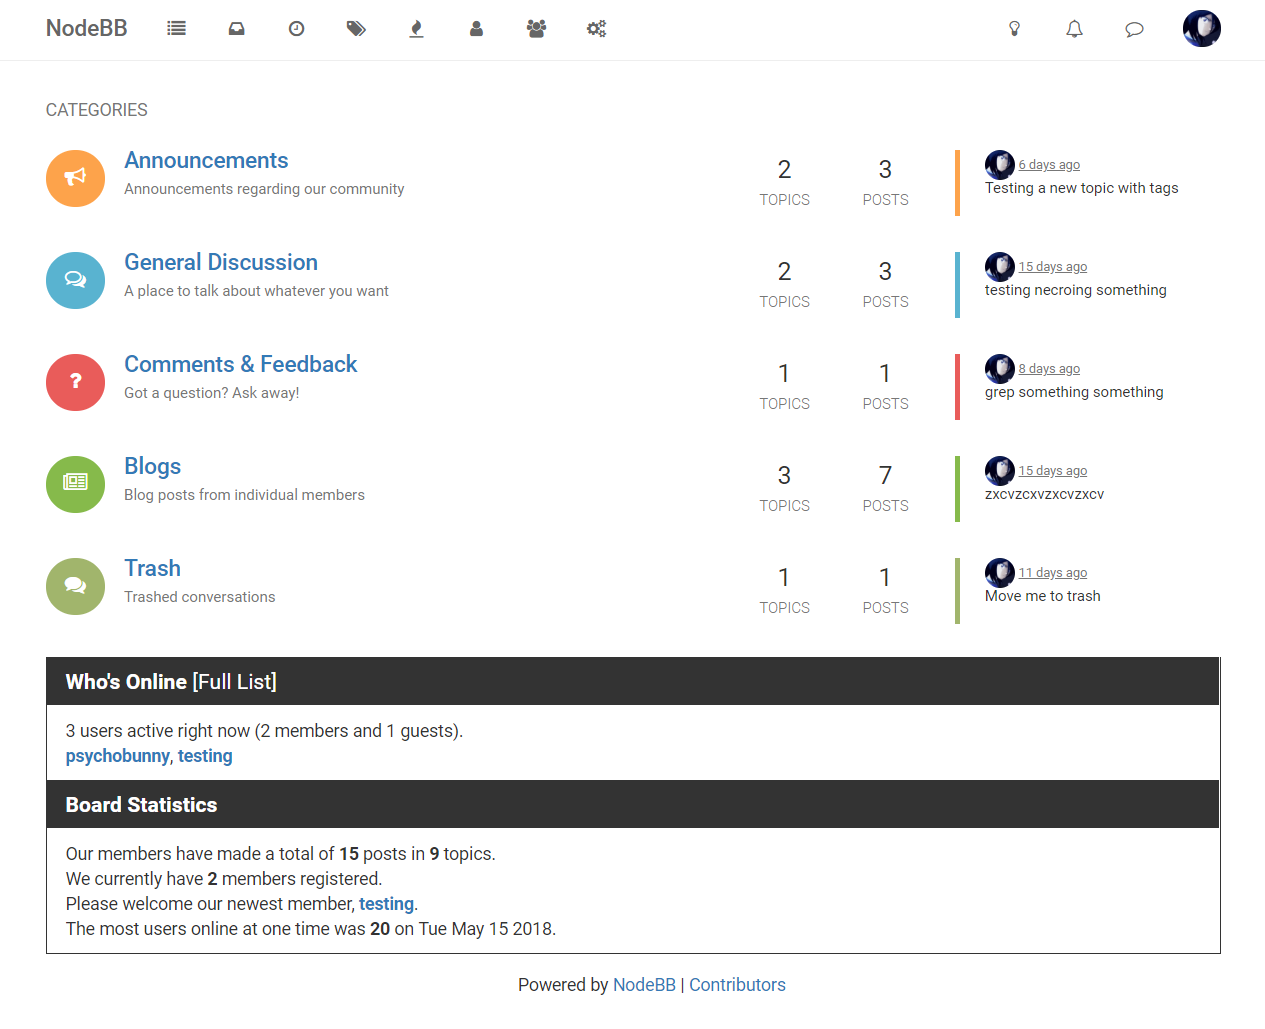 NodeBB
CATEGORIES
Announcements
Announcements regarding our community
2
TOPICS
3
POSTS
6 days ago
Testing a new topic with tags
General Discussion
A place to talk about whatever you want
2
TOPICS
3
POSTS
15 days ago
testing necroing something
Comments & Feedback
Got a question? Ask away!
1
TOPICS
1
POSTS
8 days ago
grep something something
Blogs
Blog posts from individual members
3
TOPICS
7
POSTS
15 days ago
zxcvzcxvzxcvzxcv
Trash
Trashed conversations
1
TOPICS
1
POSTS
11 days ago
Move me to trash
Who's Online [Full List]
3 users active right now (2 members and 1 guests).
psychobunny, testing
Board Statistics
Our members have made a total of 15 posts in 9 topics.
We currently have 2 members registered.
Please welcome our newest member, testing.
The most users online at one time was 20 on Tue May 15 2018.
Powered by NodeBB | Contributors